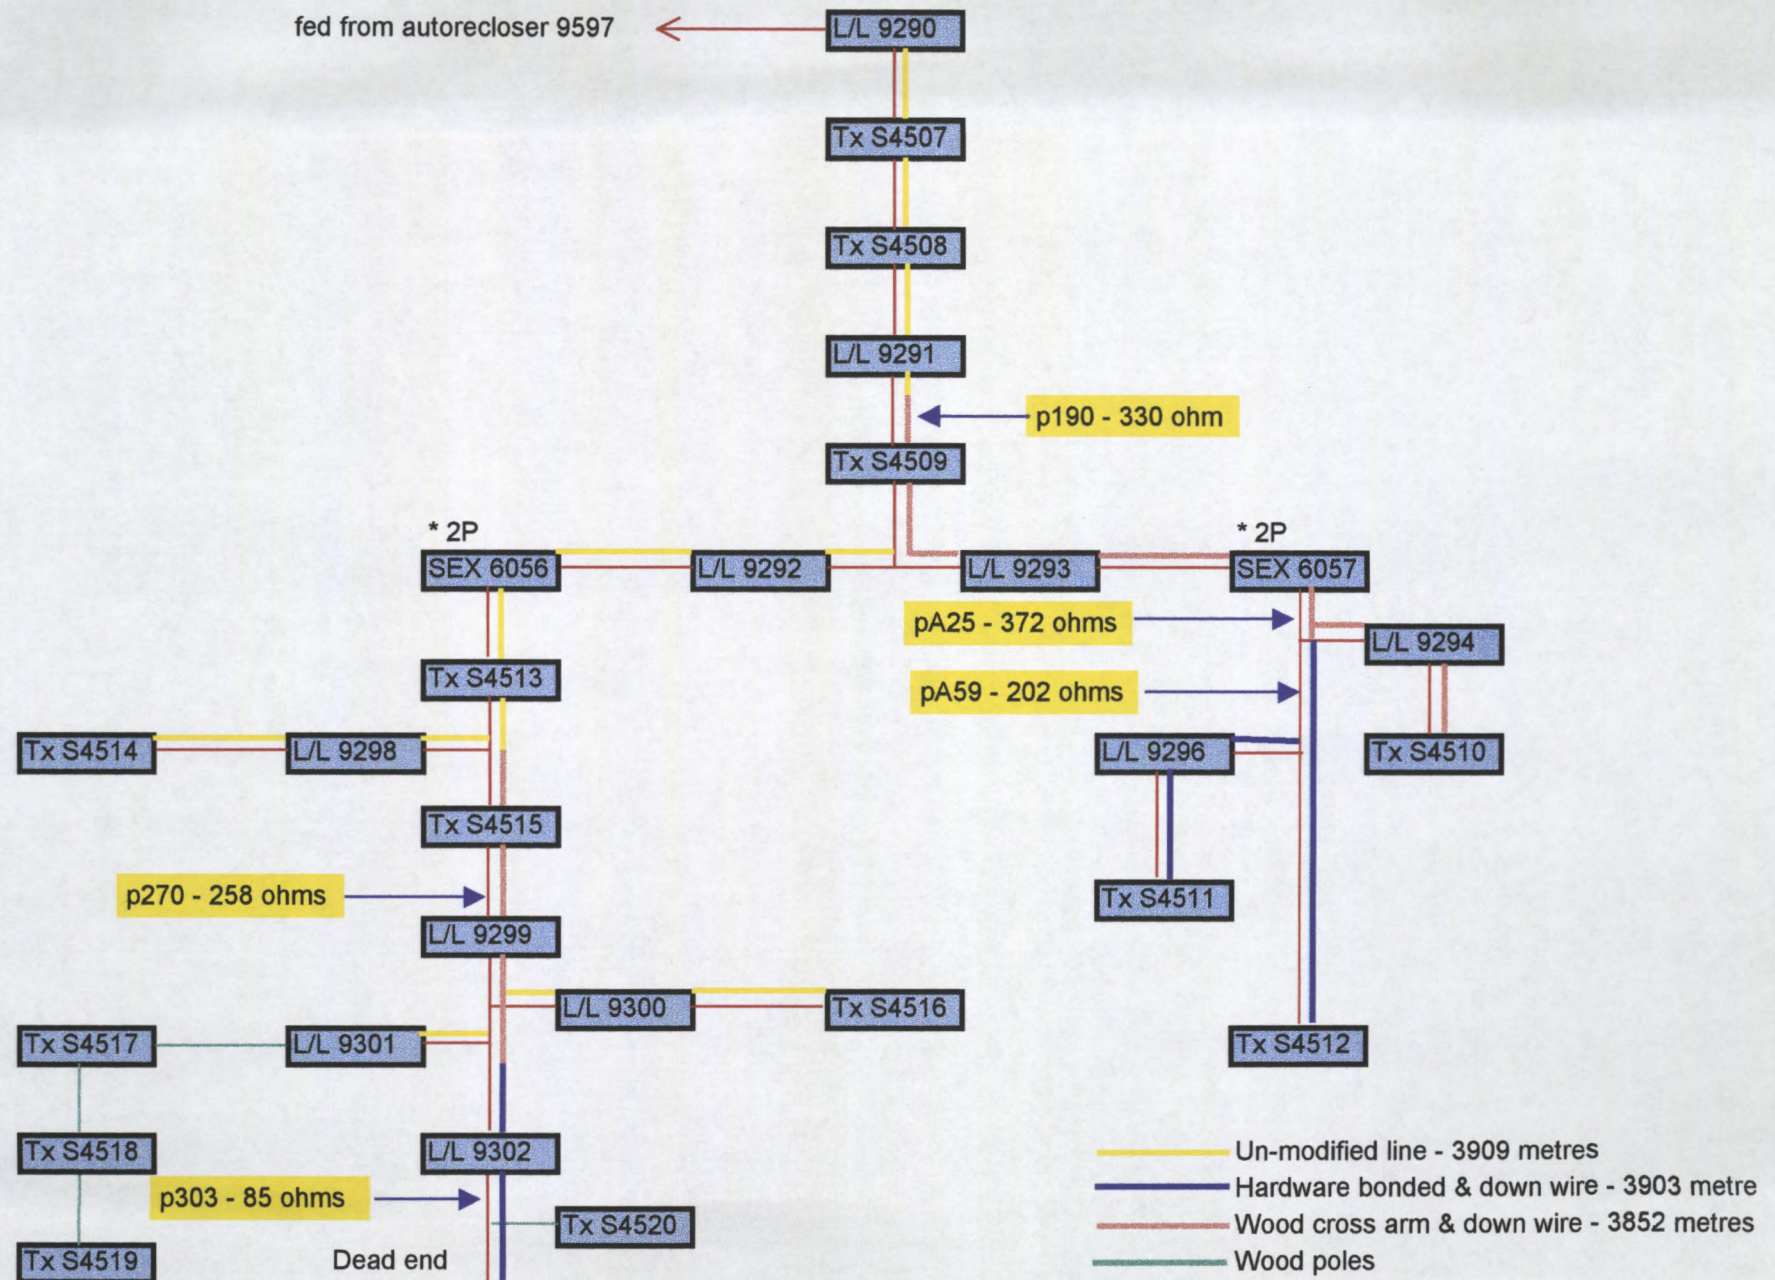 fed from autorecloser 9597
L/L 9290
Tx S4507
Tx S4508
L/L 9291
p190 - 330 ohm
Tx S4509
* 2P
* 2P
SEX 6056
L/L 9292
L/L 9293
SEX 6057
pA25 - 372 ohms
L/L 9294
Tx S4513
pA59 - 202 ohms
Tx S4514
L/L 9298
L/L 9296
Tx S4510
Tx S4515
p270 - 258 ohms
Tx S4511
L/L 9299
L/L 9300
Tx S4516
Tx S4517
L/L 9301
Tx S4512
Tx S4518
L/L 9302
Un-modified line - 3909 metres
Hardware bonded & down wire - 3903 metre
p303 - 85 ohms
Tx S4520
Wood cross arm & down wire - 3852 metres
Tx S4519
Dead end
Wood poles